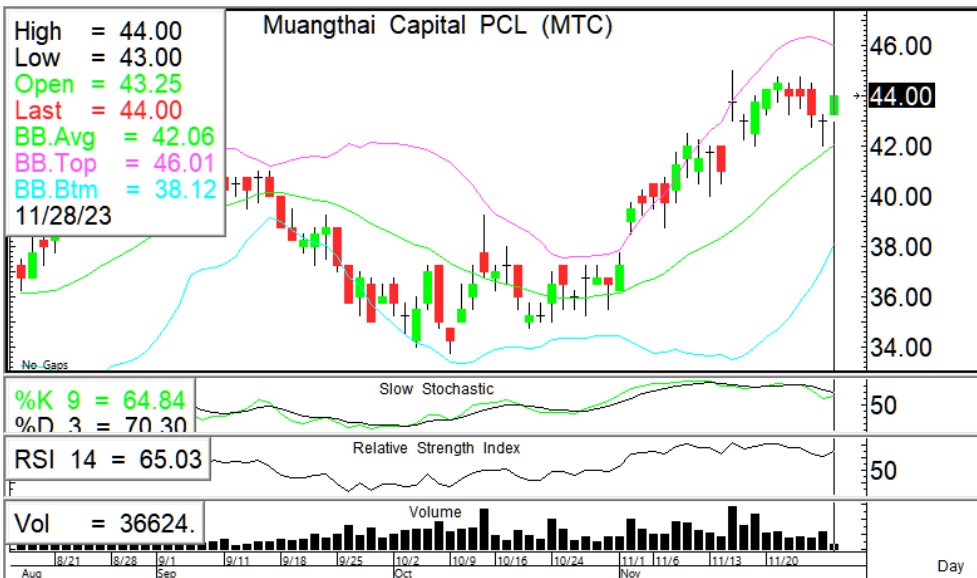 Muangthai Capital PCL (MTC)
High = 44.00
Low = 43.00
Open = 43.25
Last = 44.00
BB.Avg = 42.06
BB.Top = 46.01
BB.Btm = 38.12
11/28/23
46.00
44.00
42.00
40.00
38.00
36.00
34.00
No Gaps
Slow Stochastic
%K 9 = 64.84
%D 3 = 70.30
50
Relative Strength Index
RSI 14 = 65.03
50
Volume
Vol = 36624.
8/21 8/28 9/1 9/11 9/18 9/25 10/2 10/9 10/16 10/24 11/1 11/6 11/13 11/20
Aug Sep Oct Nov
Day